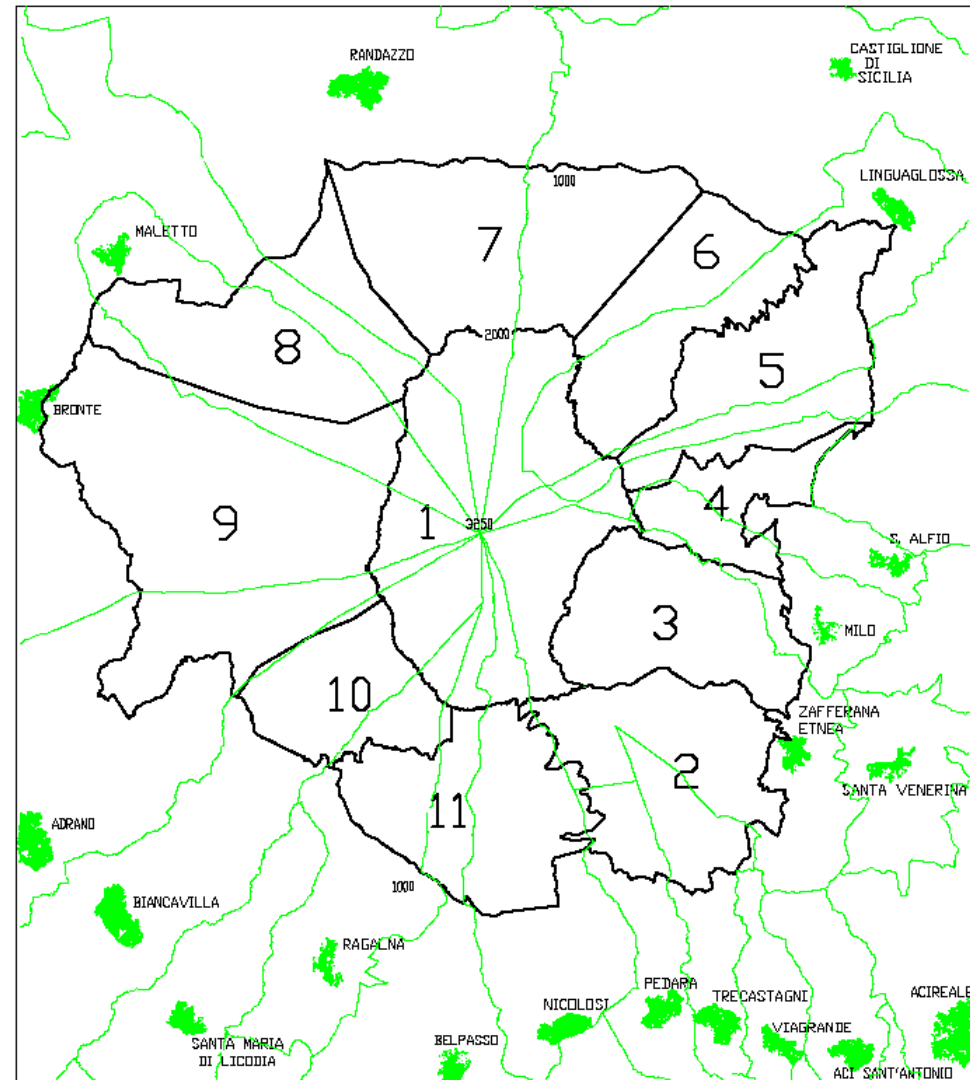 RANDAZZO
CASTIGLIONE
DI
SICILIA
1000
LINGUAGLOSSA
MALETTO
7
6
2000
8
5
BRONTE
4
9
1
3250
S. ALFIO
3
MILO
10
ZAFFERANA
ETNEA
2
SANTA VENERINA
11
ADRANO
1000
BIANCAVILLA
RAGALNA
PEDARA
ACIREALE
NICOLOSI
TRECASTAGNI
VIAGRANDE
SANTA MARIA
DI LICODIA
BELPASSO
ACI SANT'ANTONIO